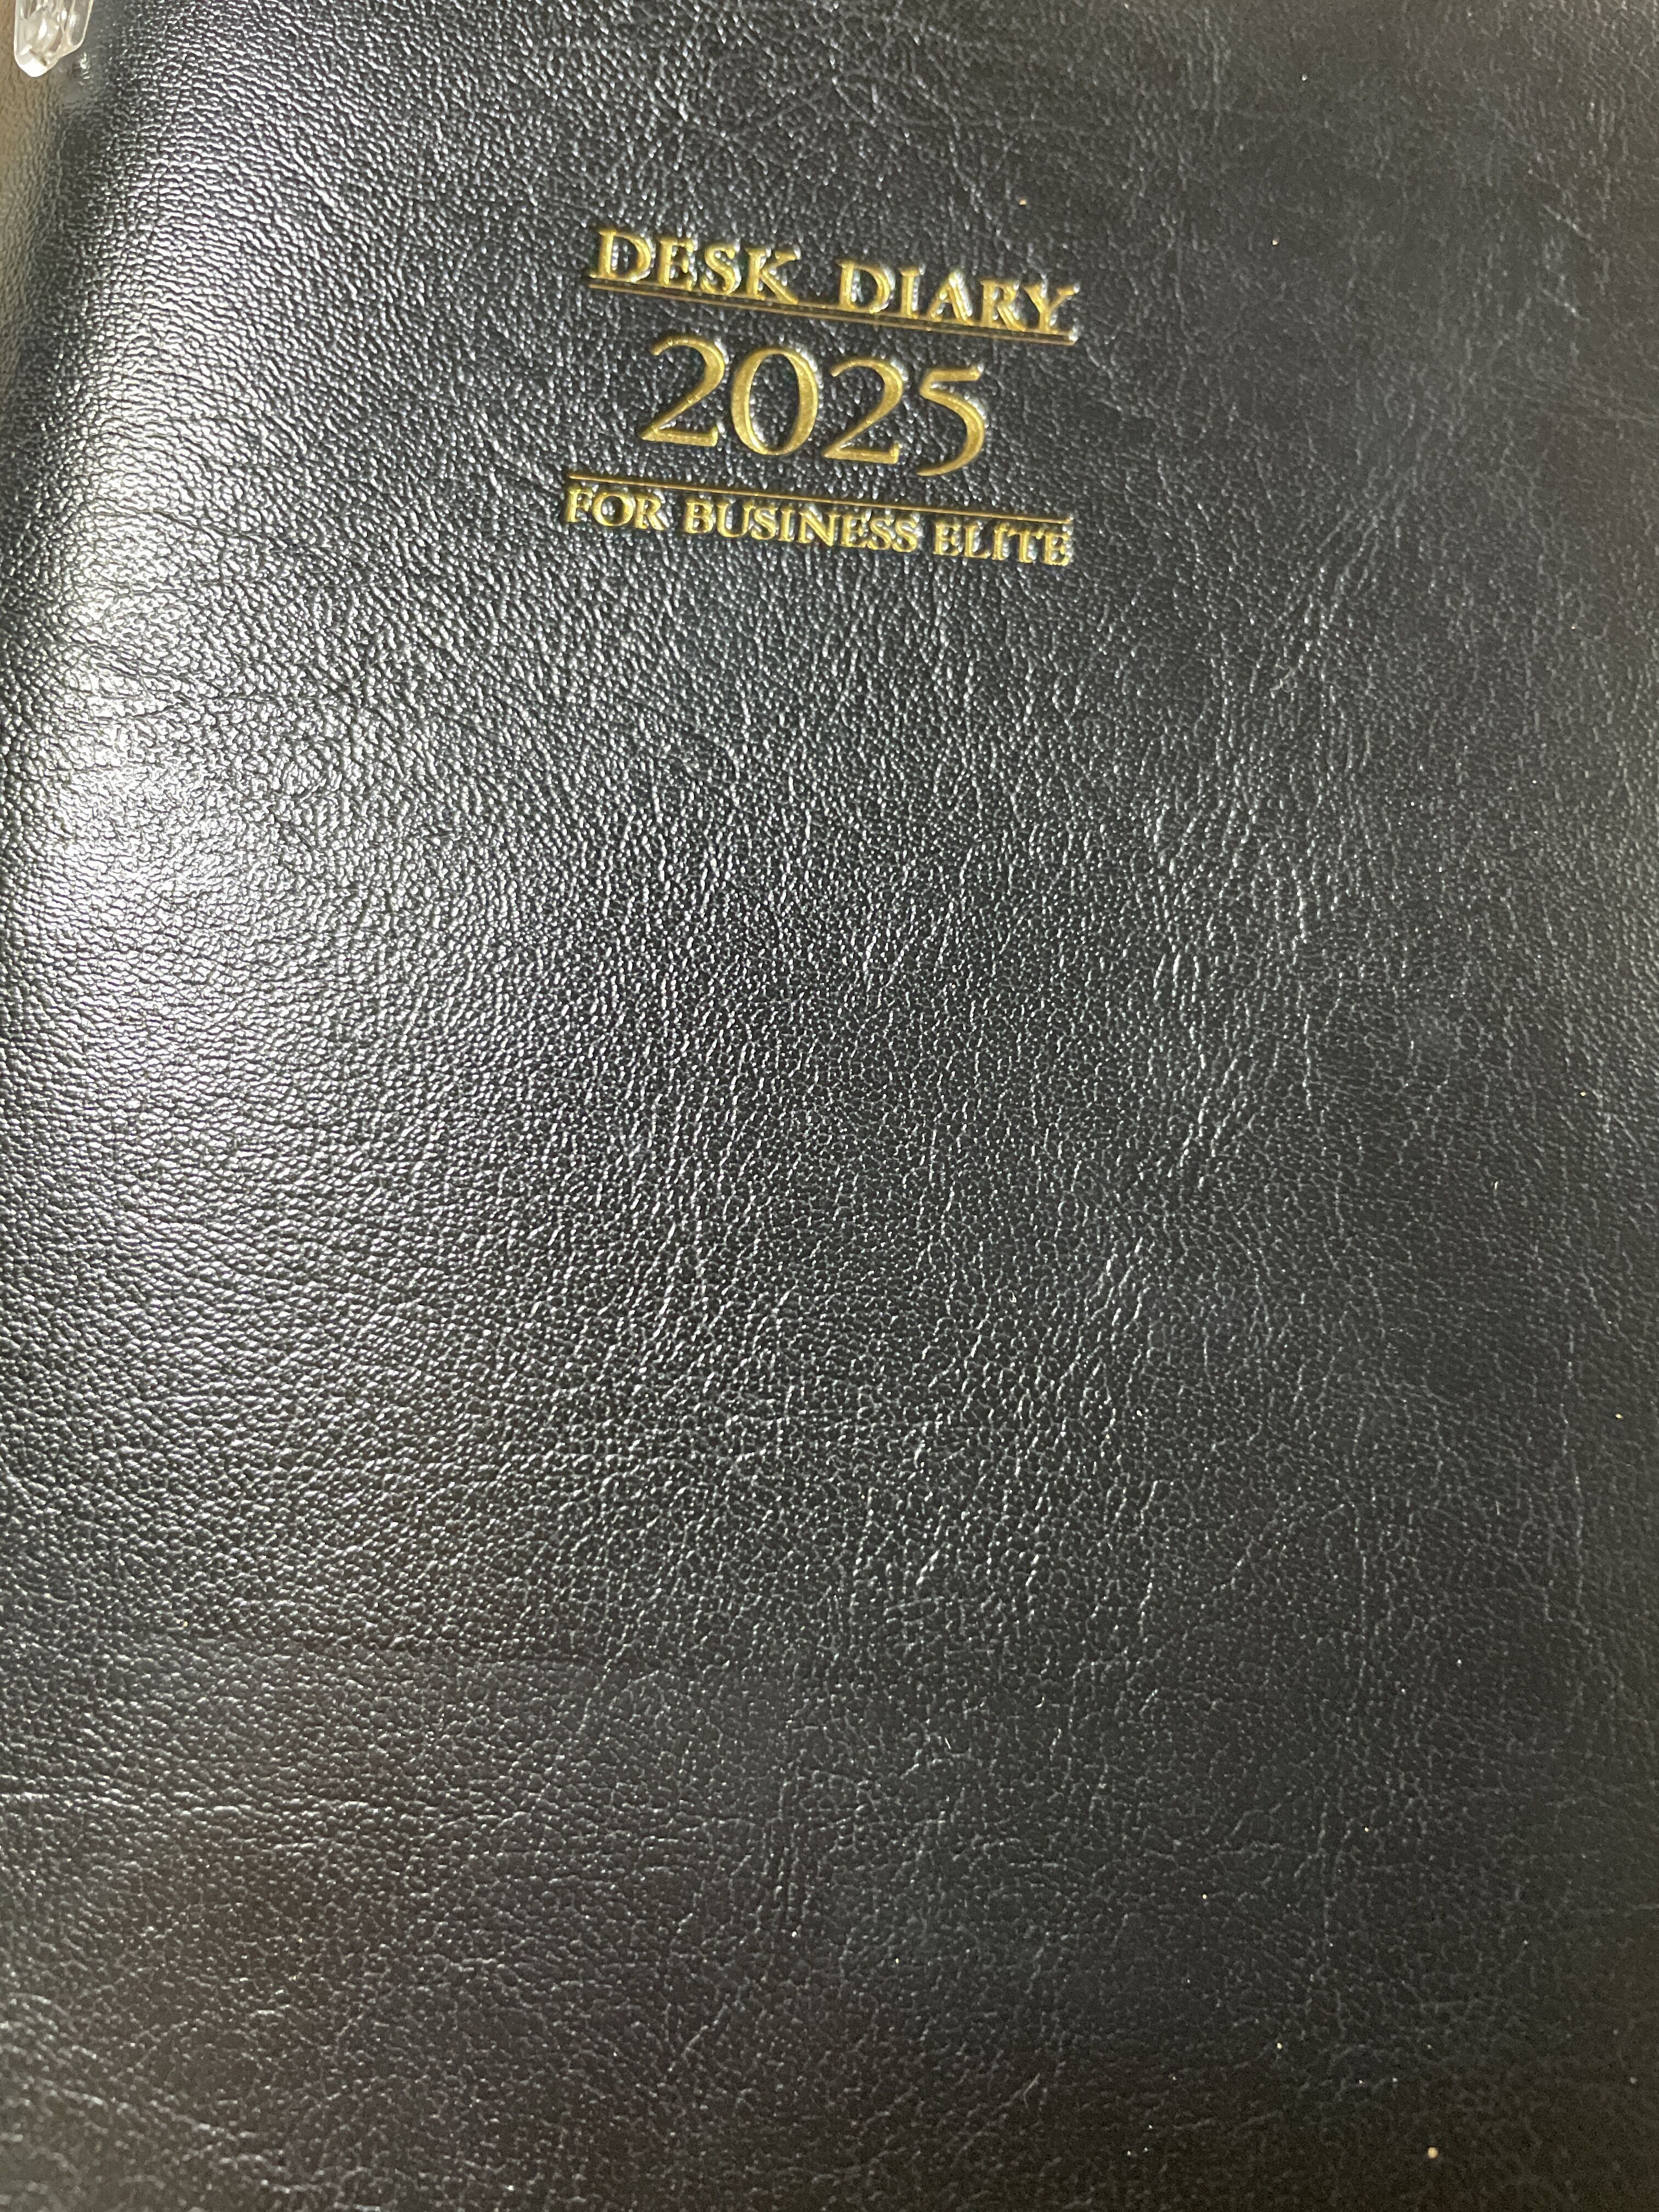 DESK DIARY
2025
FOR BUSINESS ELITE